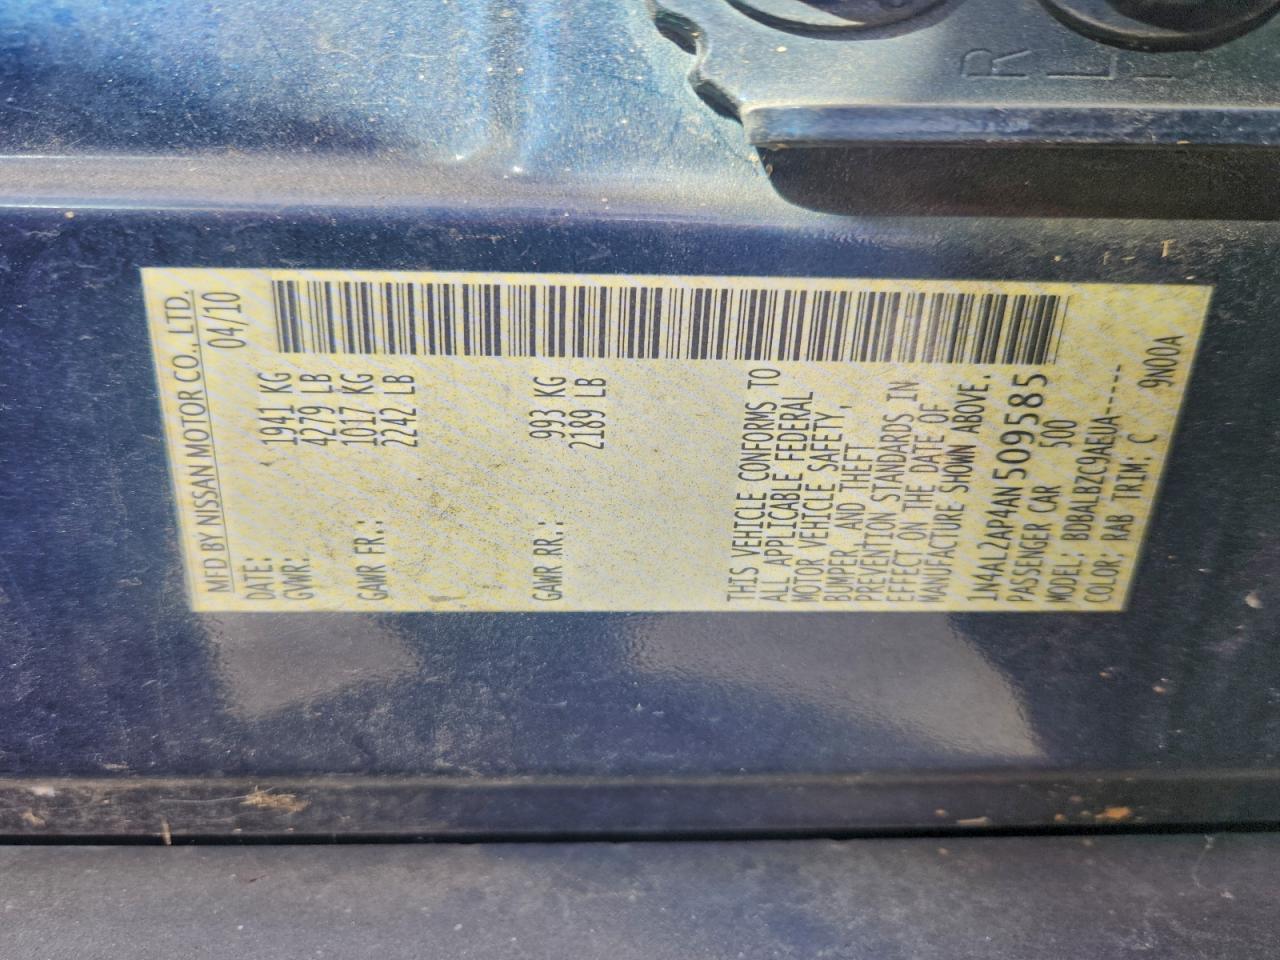 MFD BY NISSAN MOTOR CO., LTD.
DATE: 04/10
GVWR: 1941 KG
4279 LB
GAWR FR.: 1017 KG
2242 LB
GAWR RR.: 993 KG
2189 LB
THIS VEHICLE CONFORMS TO
ALL APPLICABLE FEDERAL
MOTOR VEHICLE SAFETY,
BUMPER, AND THEFT
PREVENTION STANDARDS IN
EFFECT ON THE DATE OF
MANUFACTURE SHOWN ABOVE.
1N4AL2AP4AN509585
PASSENGER CAR 500
MODEL: BDBALBZC9AEUA-----
COLOR: RAB TRIM: C 9N00A
R L